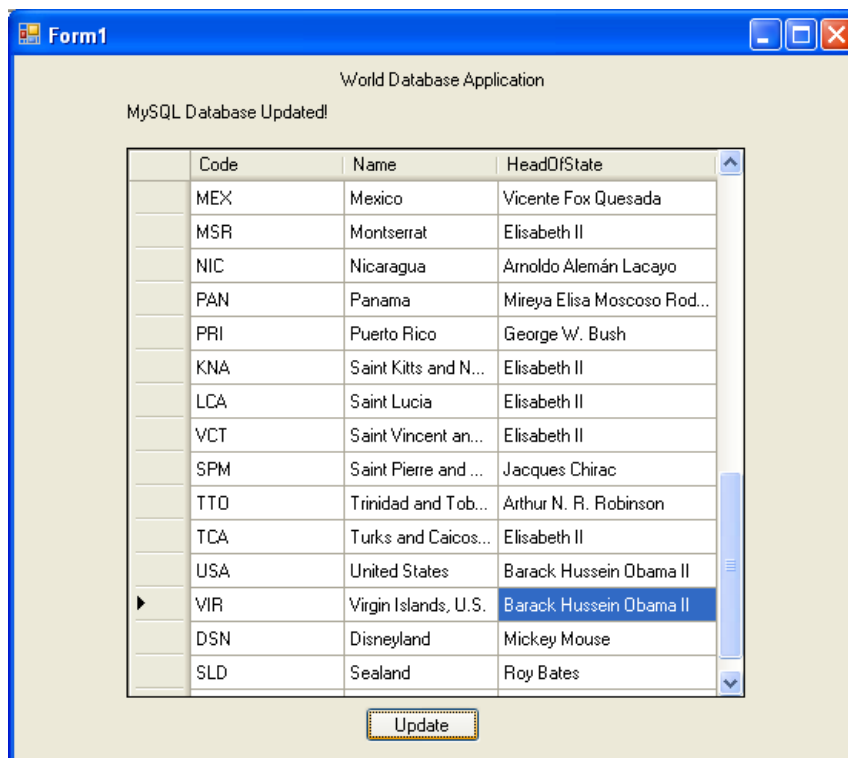 Form1
World Database Application
MySQL Database Updated!
Code Name HeadOfState
MEX Mexico Vicente Fox Quesada
MSR Montserrat Elisabeth II
NIC Nicaragua Arnoldo Alemán Lacayo
PAN Panama Mireya Elisa Moscoso Rod...
PRI Puerto Rico George W. Bush
KNA Saint Kitts and N... Elisabeth II
LCA Saint Lucia Elisabeth II
VCT Saint Vincent an... Elisabeth II
SPM Saint Pierre and ... Jacques Chirac
TTO Trinidad and Tob... Arthur N. R. Robinson
TCA Turks and Caicos... Elisabeth II
USA United States Barack Hussein Obama II
VIR Virgin Islands, U.S. Barack Hussein Obama II
DSN Disneyland Mickey Mouse
SLD Sealand Roy Bates
Update